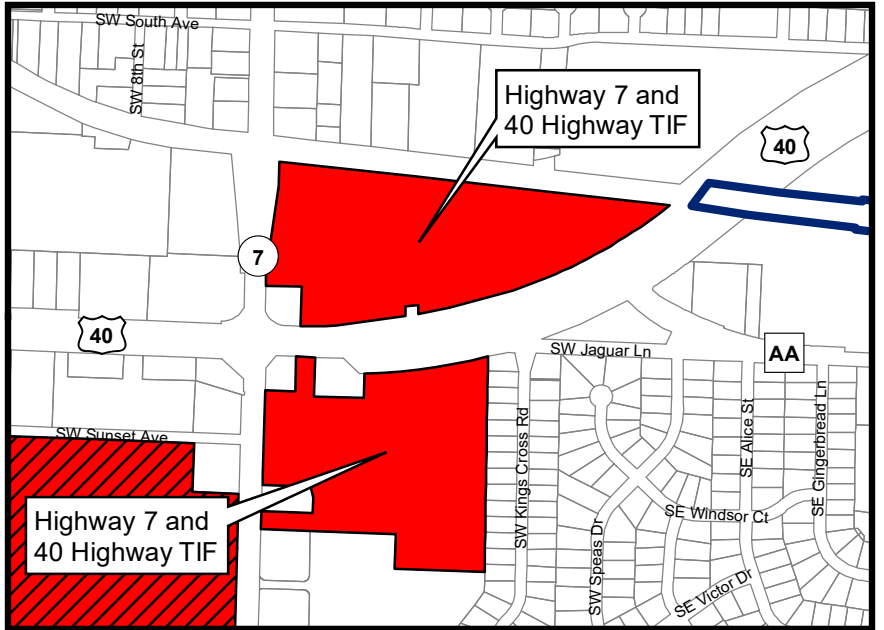 SW South Ave
SW 8th St
Highway 7 and
40 Highway TIF
40
7
40
SW Jaguar Ln
AA
SW Sunset Ave
SW Kings Cross Rd
SE Alice St
SE Gingerbread Ln
Highway 7 and
40 Highway TIF
SE Windsor Ct
SW Speas Dr
SE Victor Dr